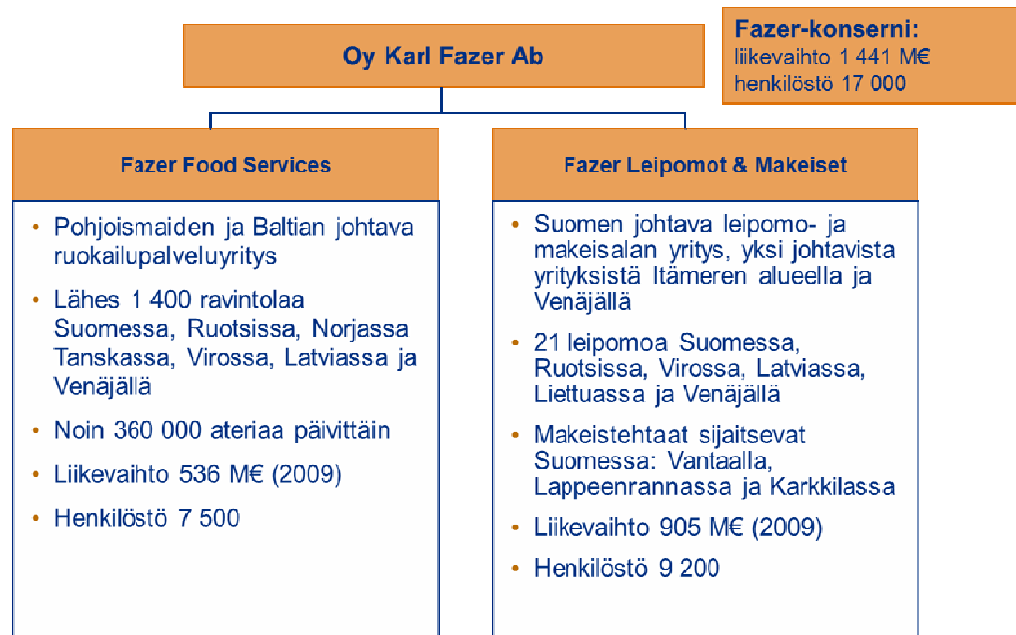 Oy Karl Fazer Ab
Fazer-konserni:
liikevaihto 1 441 M€
henkilöstö 17 000
Fazer Food Services
• Pohjoismaiden ja Baltian johtava
ruokailupalveluyritys
• Lähes 1 400 ravintolaa
Suomessa, Ruotsissa, Norjassa
Tanskassa, Virossa, Latviassa ja
Venäjällä
• Noin 360 000 ateriaa päivittäin
• Liikevaihto 536 M€ (2009)
• Henkilöstö 7 500
Fazer Leipomot & Makeiset
• Suomen johtava leipomo- ja
makeisalan yritys, yksi johtavista
yrityksistä Itämeren alueella ja
Venäjällä
• 21 leipomoa Suomessa,
Ruotsissa, Virossa, Latviassa,
Liettuassa ja Venäjällä
• Makeistehtaat sijaitsevat
Suomessa: Vantaalla,
Lappeenrannassa ja Karkkilassa
• Liikevaihto 905 M€ (2009)
• Henkilöstö 9 200